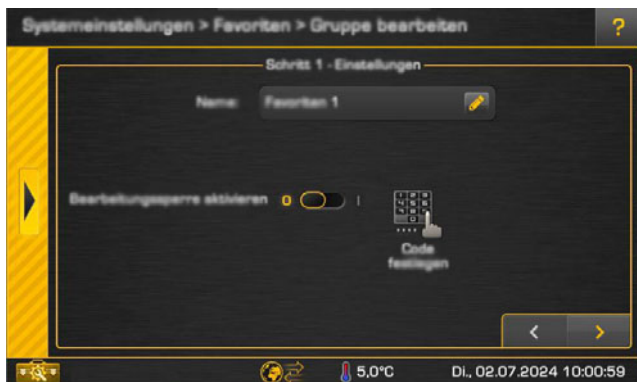 Systemeinstellungen > Favoriten > Gruppe bearbeiten ?
Schritt 1 - Einstellungen
Name: Favoriten 1
Bearbeitungssperre aktivieren 0 I
Code
festlegen
< >
5,0°C Di., 02.07.2024 10:00:59